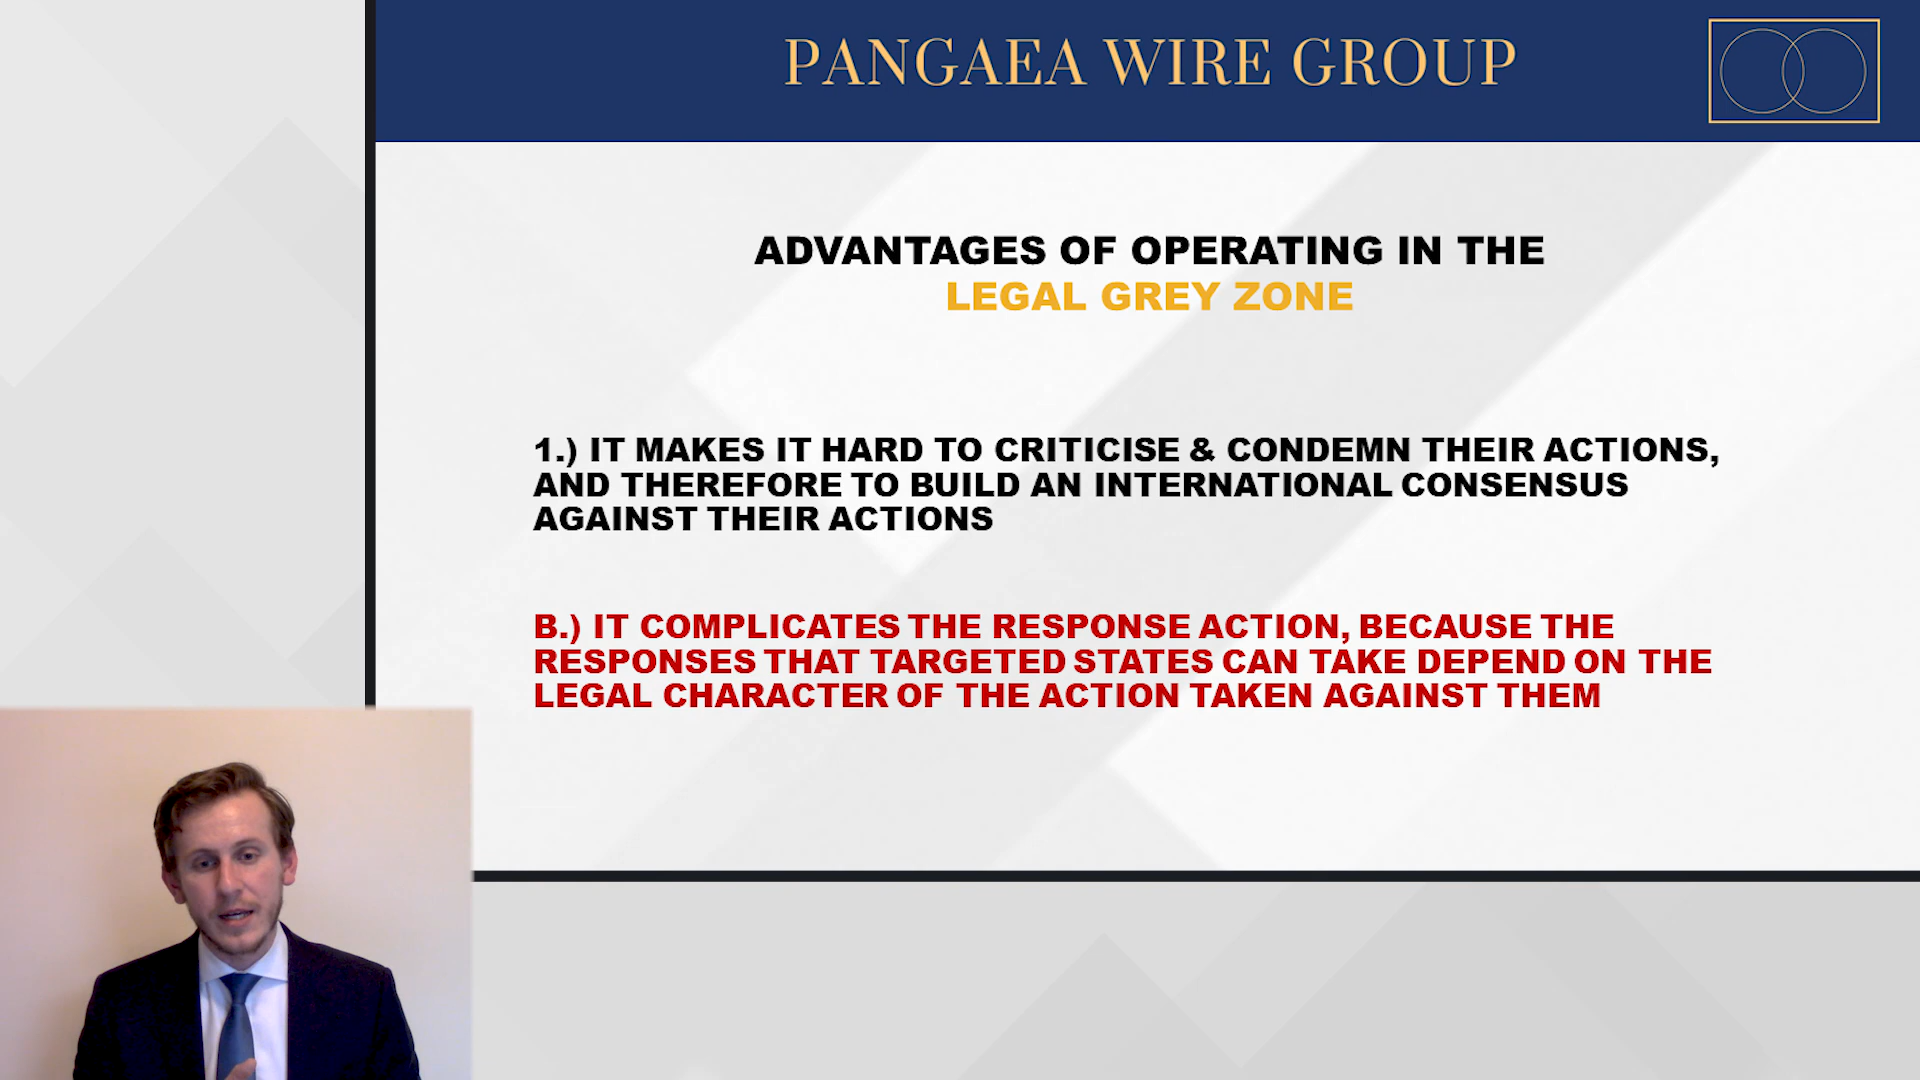 PANGAEA WIRE GROUP
ADVANTAGES OF OPERATING IN THE
LEGAL GREY ZONE
1.) IT MAKES IT HARD TO CRITICISE & CONDEMN THEIR ACTIONS,
AND THEREFORE TO BUILD AN INTERNATIONAL CONSENSUS
AGAINST THEIR ACTIONS
B.) IT COMPLICATES THE RESPONSE ACTION, BECAUSE THE
RESPONSES THAT TARGETED STATES CAN TAKE DEPEND ON THE
LEGAL CHARACTER OF THE ACTION TAKEN AGAINST THEM